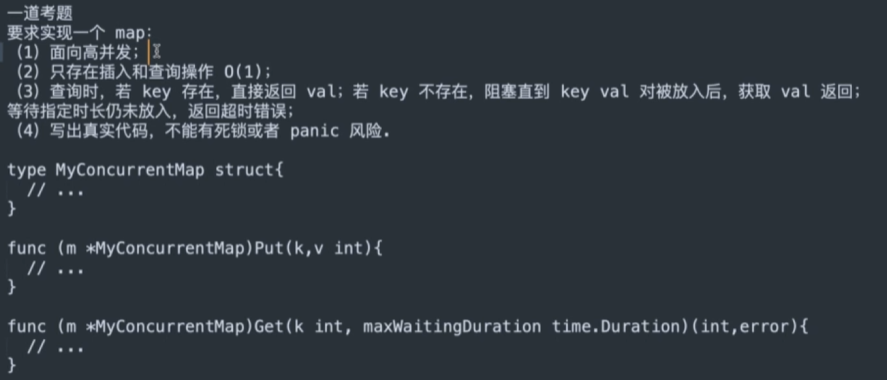 一道考题
要求实现一个 map：
（1）面向高并发；
（2）只存在插入和查询操作 O(1)；
（3）查询时，若 key 存在，直接返回 val；若 key 不存在，阻塞直到 key val 对被放入后，获取 val 返回；
等待指定时长仍未放入，返回超时错误；
（4）写出真实代码，不能有死锁或者 panic 风险.
type MyConcurrentMap struct{
  // ...
}
func (m *MyConcurrentMap)Put(k,v int){
  // ...
}
func (m *MyConcurrentMap)Get(k int, maxWaitingDuration time.Duration)(int,error){
  // ...
}